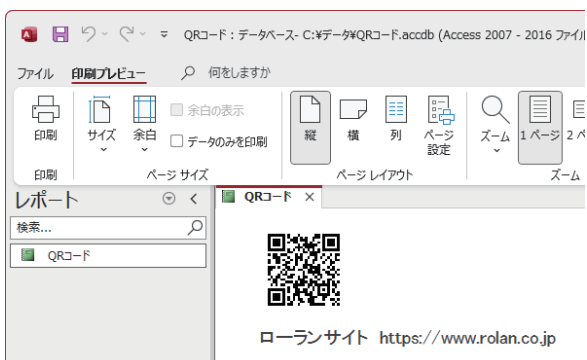 QRコード : データベース- C:¥データ¥QRコード.accdb (Access 2007 - 2016 ファイル
ファイル 印刷プレビュー 何をしますか
印刷 サイズ 余白 余白の表示 データのみを印刷 縦 横 列 ページ設定 ズーム 1 ページ 2 ペ
印刷 ページ サイズ ページ レイアウト ズーム
レポート QRコード
検索...
QRコード
ローランサイト https://www.rolan.co.jp